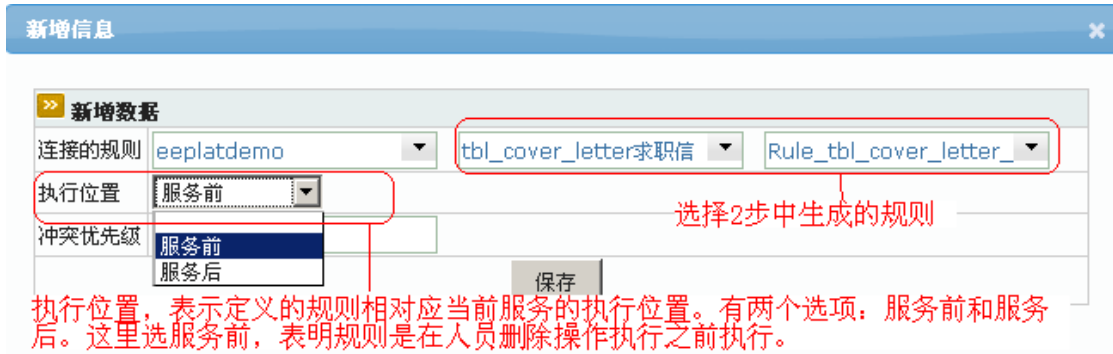 新增信息
新增数据
连接的规则 eeplatdemo tbl_cover_letter求职信 Rule_tbl_cover_letter_
执行位置 服务前
选择2步中生成的规则
冲突优先级
服务前
服务后
保存
执行位置，表示定义的规则相对应当前服务的执行位置。有两个选项：服务前和服务
后。这里选服务前，表明规则是在人员删除操作执行之前执行。